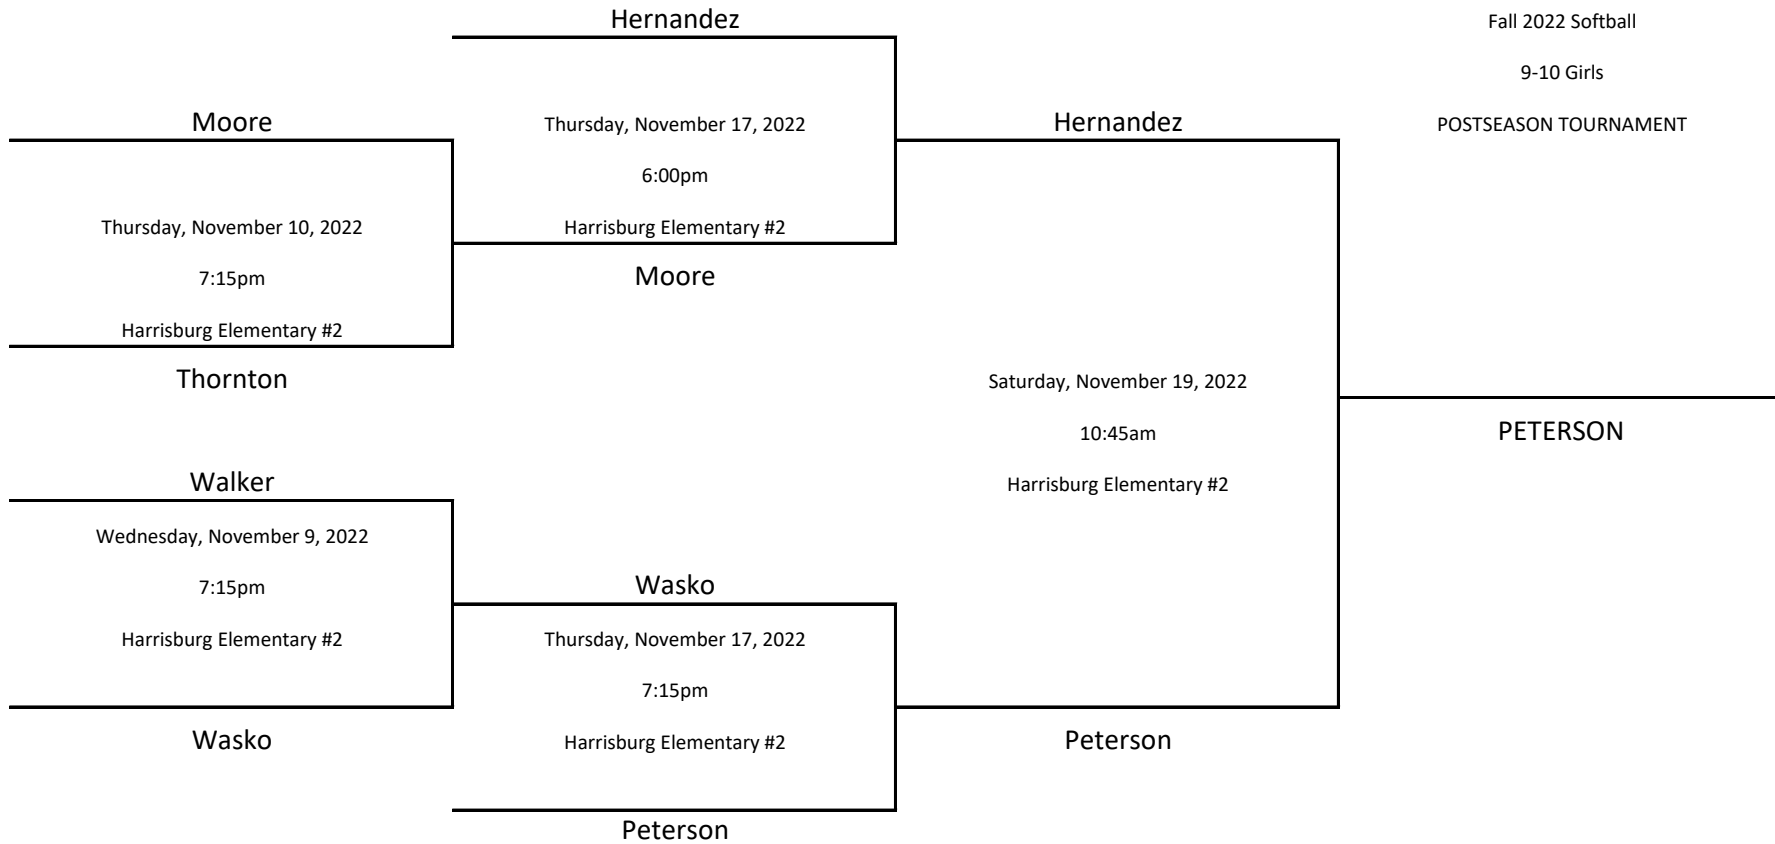 Hernandez
Fall 2022 Softball
9-10 Girls
Moore
Thursday, November 17, 2022
Hernandez
POSTSEASON TOURNAMENT
6:00pm
Thursday, November 10, 2022
Harrisburg Elementary #2
7:15pm
Moore
Harrisburg Elementary #2
Thornton
Saturday, November 19, 2022
10:45am
PETERSON
Walker
Harrisburg Elementary #2
Wednesday, November 9, 2022
7:15pm
Wasko
Harrisburg Elementary #2
Thursday, November 17, 2022
7:15pm
Wasko
Harrisburg Elementary #2
Peterson
Peterson